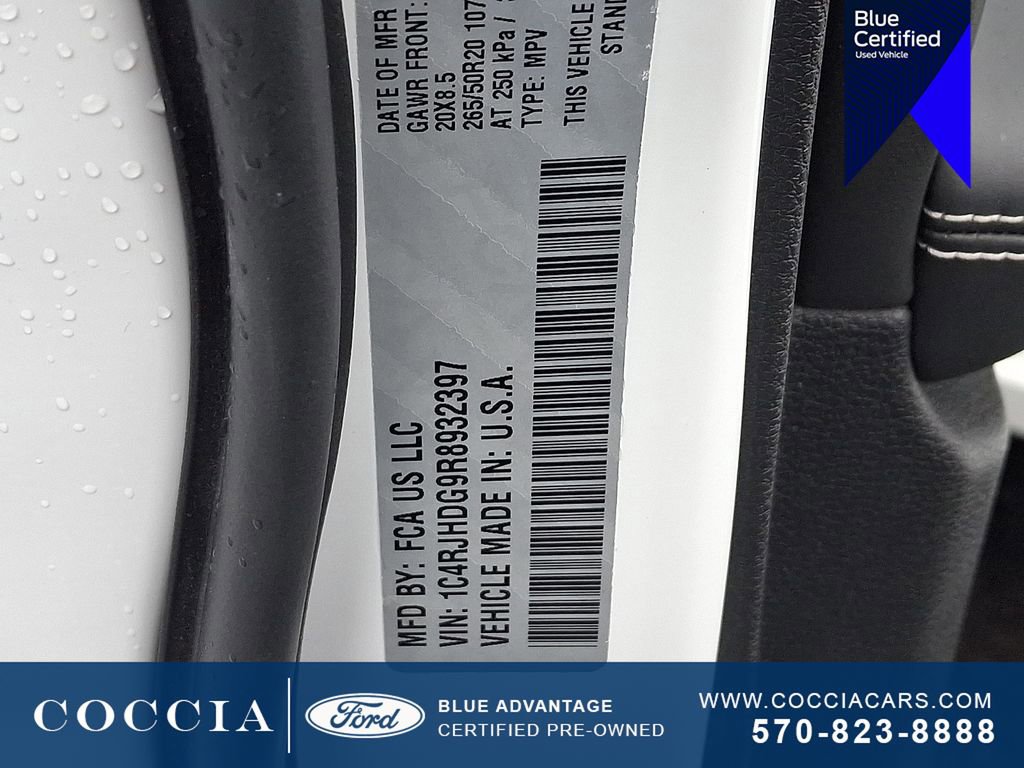 DATE OF MFR
GAWR FRONT:
20X8.5
265/50R20 107
AT 250 kPa /
TYPE: MPV
THIS VEHICLE
STAND
MFD BY: FCA US LLC
VIN: 1C4RJHDG9R8932397
VEHICLE MADE IN: U.S.A.
Blue
Certified
Used Vehicle
COCCIA
Ford
BLUE ADVANTAGE
CERTIFIED PRE-OWNED
WWW.COCCIACARS.COM
570-823-8888